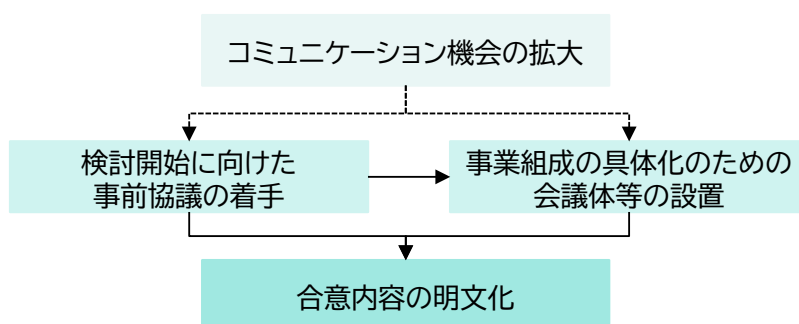 コミュニケーション機会の拡大
検討開始に向けた
事前協議の着手
事業組成の具体化のための
会議体等の設置
合意内容の明文化